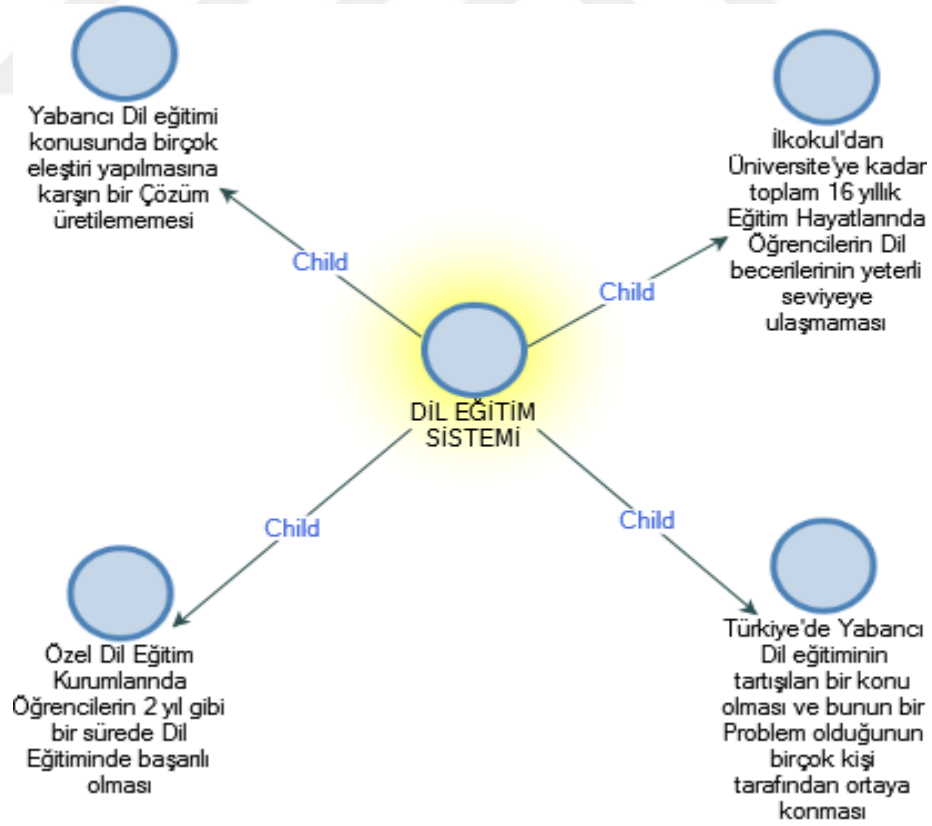 Yabancı Dil eğitimi
konusunda birçok
eleştiri yapılmasına
karşın bir Çözüm
üretilememesi
İlkokul'dan
Üniversite'ye kadar
toplam 16 yıllık
Eğitim Hayatlarında
Öğrencilerin Dil
becerilerinin yeterli
seviyeye
ulaşmaması
Child
Child
DİL EĞİTİM
SİSTEMİ
Child
Child
Özel Dil Eğitim
Kurumlarında
Öğrencilerin 2 yıl gibi
bir sürede Dil
Eğitiminde başarılı
olması
Türkiye'de Yabancı
Dil eğitiminin
tartışılan bir konu
olması ve bunun bir
Problem olduğunun
birçok kişi
tarafından ortaya
konması